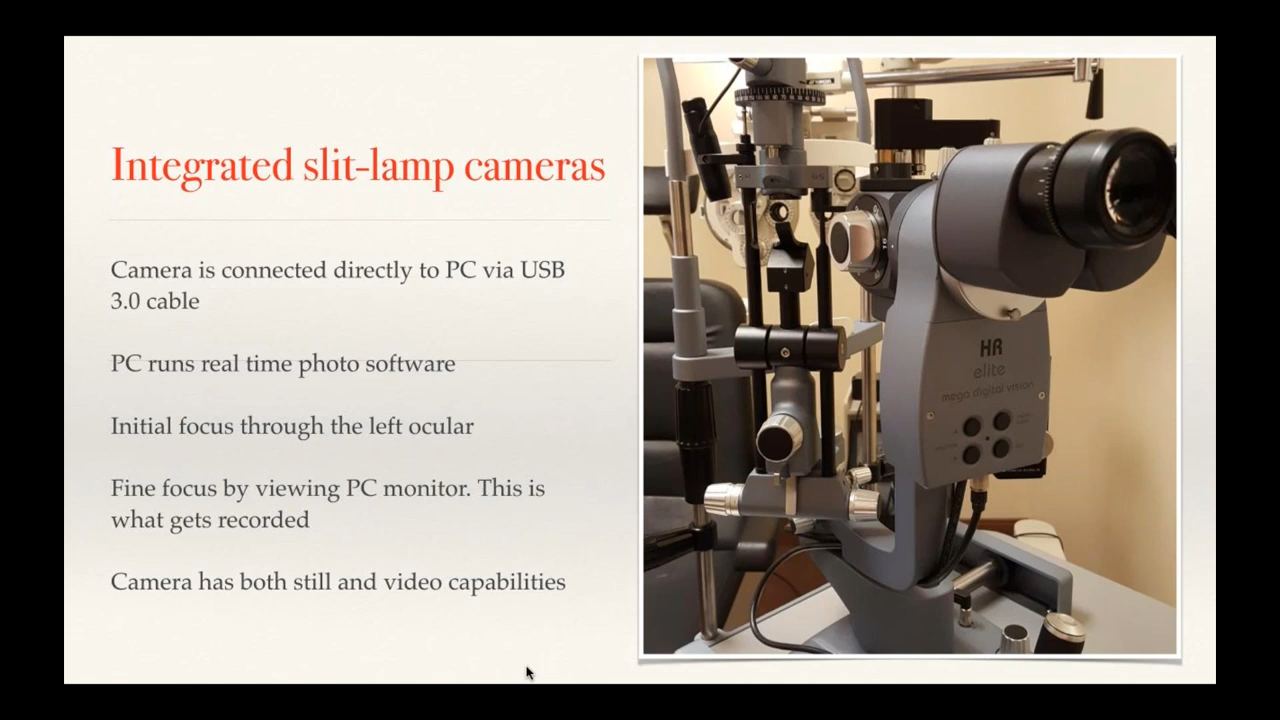 Integrated slit-lamp cameras
Camera is connected directly to PC via USB
3.0 cable
PC runs real time photo software
Initial focus through the left ocular
Fine focus by viewing PC monitor. This is
what gets recorded
Camera has both still and video capabilities
HR
elite
mega digital vision